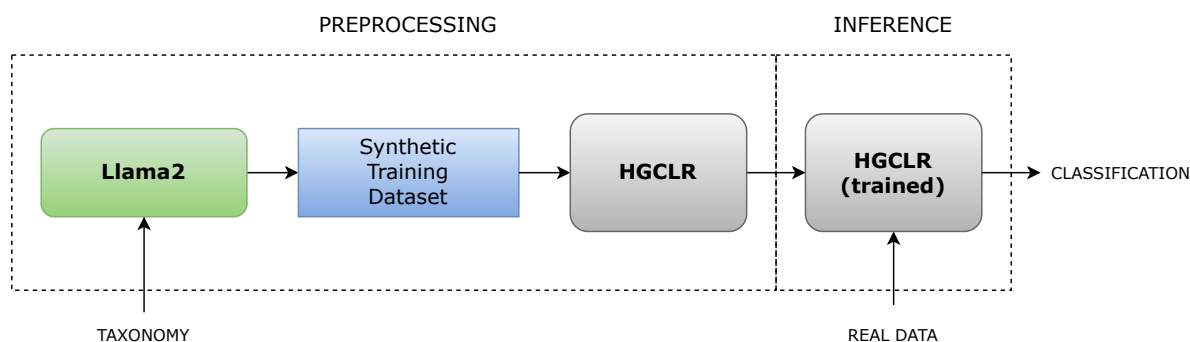 PREPROCESSING
INFERENCE
Llama2
Synthetic
Training
Dataset
HGCLR
HGCLR
(trained)
CLASSIFICATION
TAXONOMY
REAL DATA